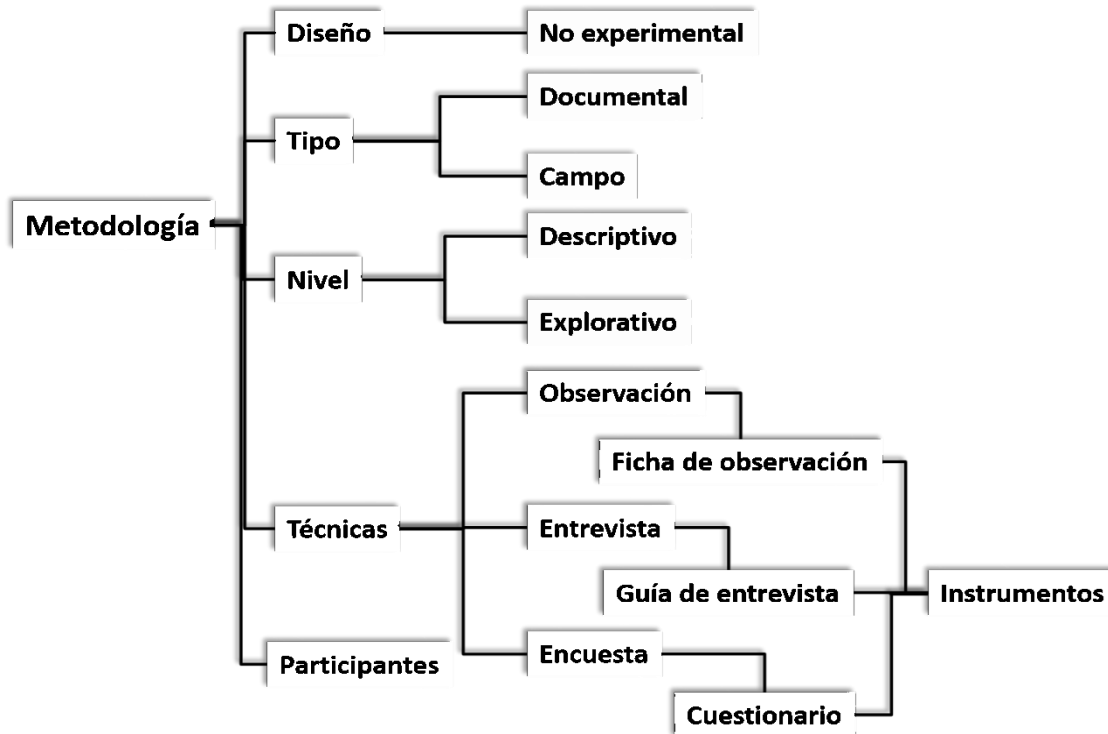 Diseño
No experimental
Documental
Tipo
Campo
Metodología
Descriptivo
Nivel
Explorativo
Observación
Ficha de observación
Técnicas
Entrevista
Guía de entrevista
Instrumentos
Participantes
Encuesta
Cuestionario